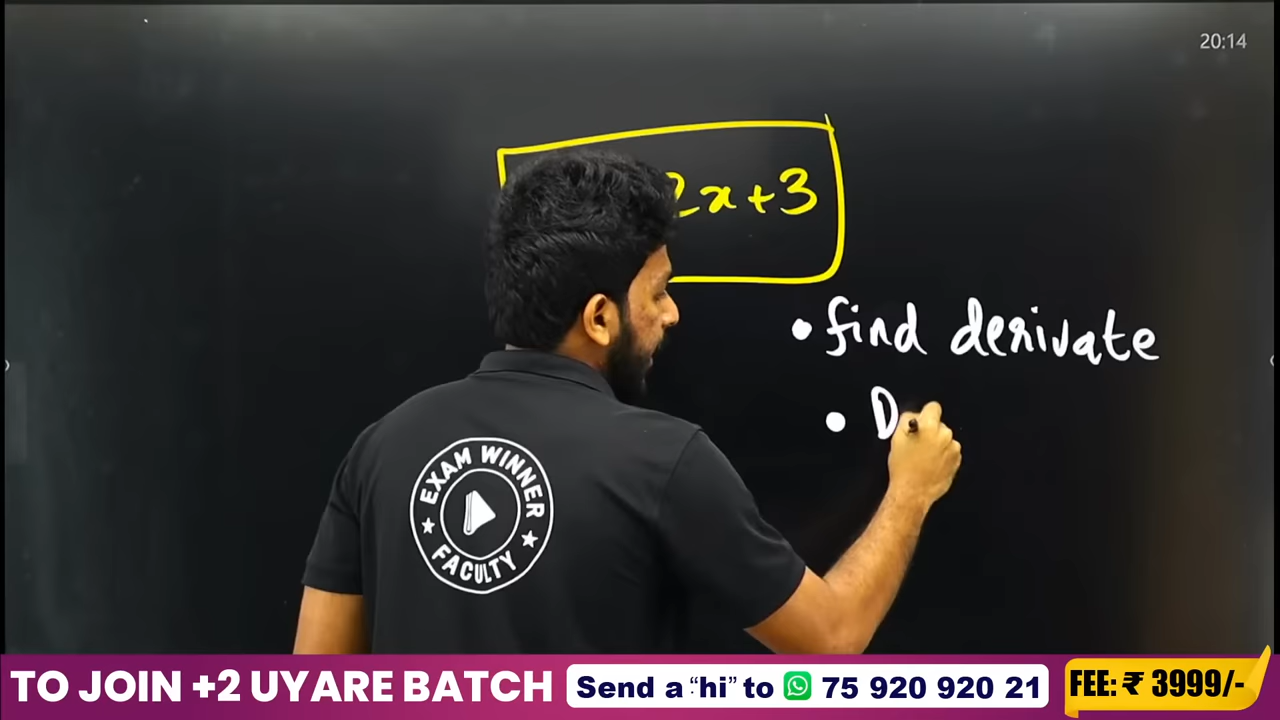 20:14
2x+3
• find derivate
• D
EXAM WINNER
FACULTY
TO JOIN +2 UYARE BATCH
Send a “hi” to 75 920 920 21
FEE: ₹ 3999/-